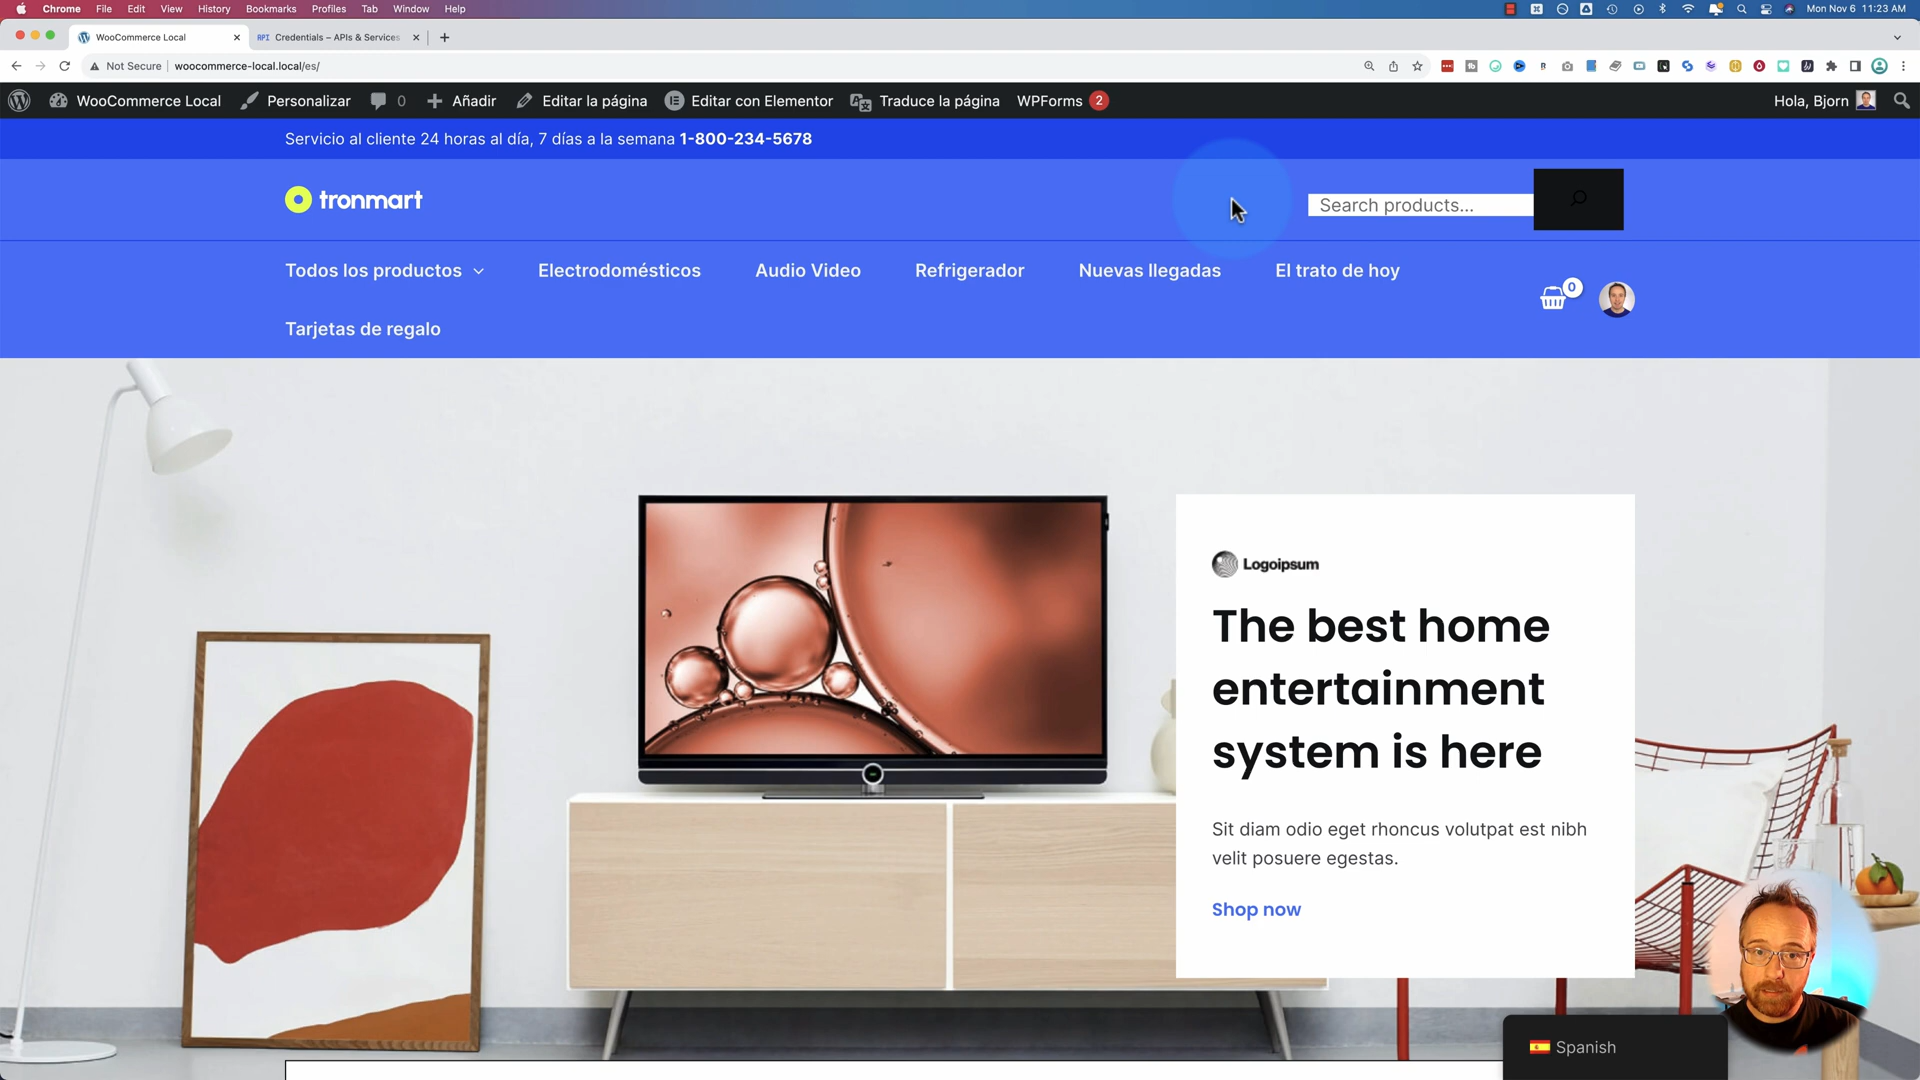 Chrome File Edit View History Bookmarks Profiles Tab Window Help
Mon Nov 6 11:23 AM
WooCommerce Local
RPI Credentials – APIs & Services
Not Secure woocommerce-local.local/es/
WooCommerce Local Personalizar 0 Añadir Editar la página Editar con Elementor Traduce la página WPForms 2 Hola, Bjorn
Servicio al cliente 24 horas al día, 7 días a la semana 1-800-234-5678
tronmart
Search products...
Todos los productos Electrodomésticos Audio Video Refrigerador Nuevas llegadas El trato de hoy
0
Tarjetas de regalo
Logoipsum
The best home
entertainment
system is here
Sit diam odio eget rhoncus volutpat est nibh
velit posuere egestas.
Shop now
Spanish